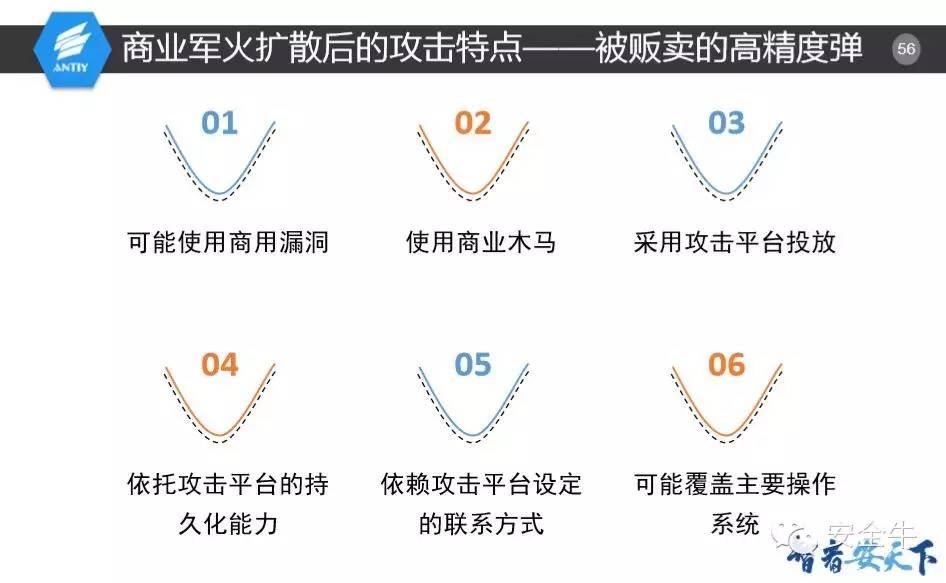 ANTIY
商业军火扩散后的攻击特点——被贩卖的高精度弹
56
01
02
03
可能使用商用漏洞
使用商业木马
采用攻击平台投放
04
05
06
依托攻击平台的持
久化能力
依赖攻击平台设定
的联系方式
可能覆盖主要操作
系统
安全牛
智者安天下